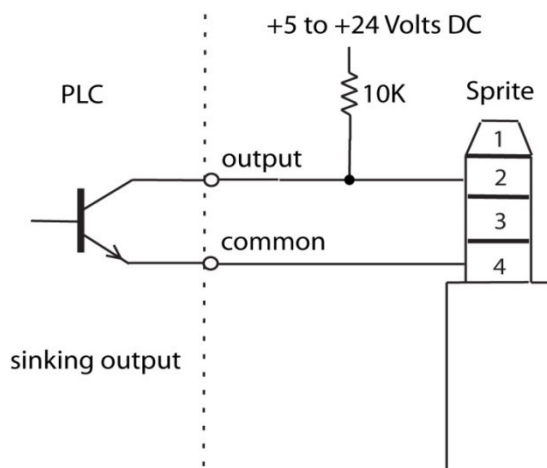 +5 to +24 Volts DC
PLC
10K
Sprite
1
output
2
3
common
4
sinking output